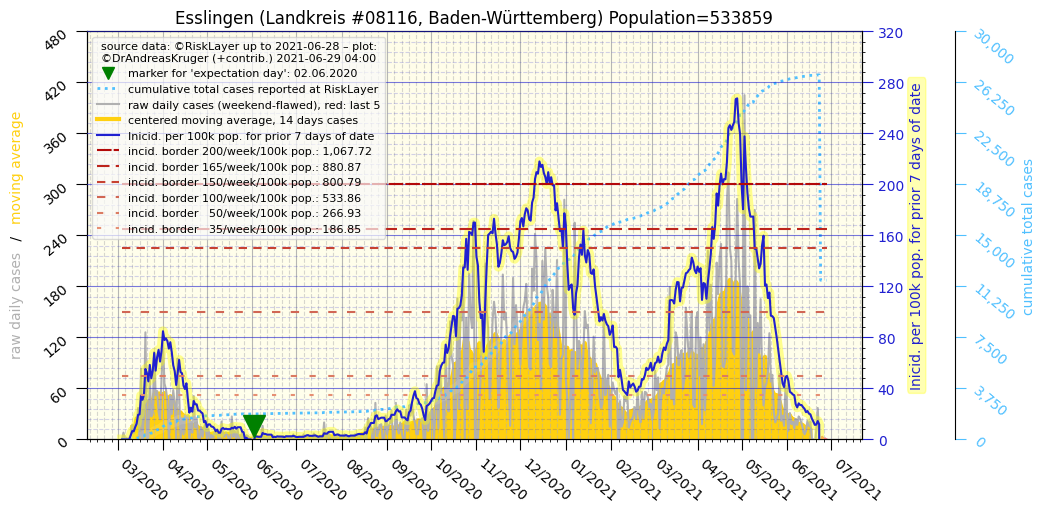 Esslingen (Landkreis #08116, Baden-Württemberg) Population=533859
source data: ©RiskLayer up to 2021-06-28 – plot:
©DrAndreasKruger (+contrib.) 2021-06-29 04:00
marker for 'expectation day': 02.06.2020
cumulative total cases reported at RiskLayer
raw daily cases (weekend-flawed), red: last 5
centered moving average, 14 days cases
Inicid. per 100k pop. for prior 7 days of date
incid. border 200/week/100k pop.: 1,067.72
incid. border 165/week/100k pop.: 880.87
incid. border 150/week/100k pop.: 800.79
incid. border 100/week/100k pop.: 533.86
incid. border 50/week/100k pop.: 266.93
incid. border 35/week/100k pop.: 186.85
raw daily cases / moving average
480
420
360
300
240
180
120
60
0
320
280
240
200
160
120
80
40
0
Inicid. per 100k pop. for prior 7 days of date
30,000
26,250
22,500
18,750
15,000
11,250
7,500
3,750
0
cumulative total cases
03/2020
04/2020
05/2020
06/2020
07/2020
08/2020
09/2020
10/2020
11/2020
12/2020
01/2021
02/2021
03/2021
04/2021
05/2021
06/2021
07/2021